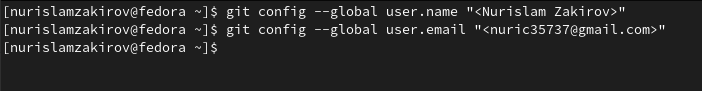 [nurislamzakirov@fedora ~]$ git config --global user.name "<Nurislam Zakirov>"
[nurislamzakirov@fedora ~]$ git config --global user.email "<nuric35737@gmail.com>"
[nurislamzakirov@fedora ~]$